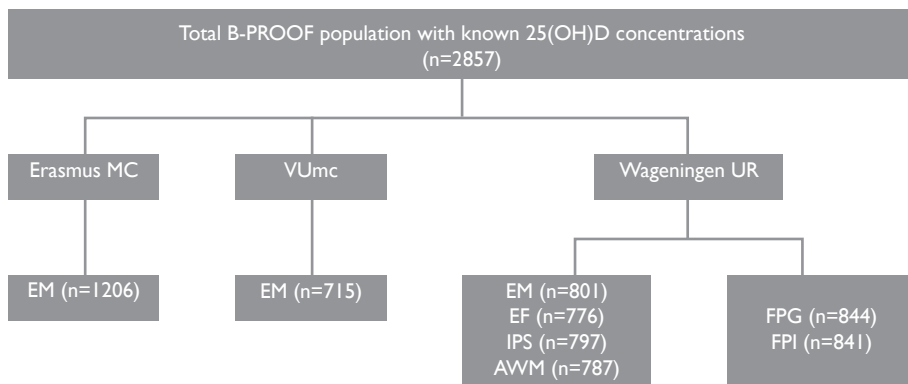 Total B-PROOF population with known 25(OH)D concentrations
(n=2857)
Erasmus MC
VUmc
Wageningen UR
EM (n=1206)
EM (n=715)
EM (n=801)
EF (n=776)
IPS (n=797)
AWM (n=787)
FPG (n=844)
FPI (n=841)